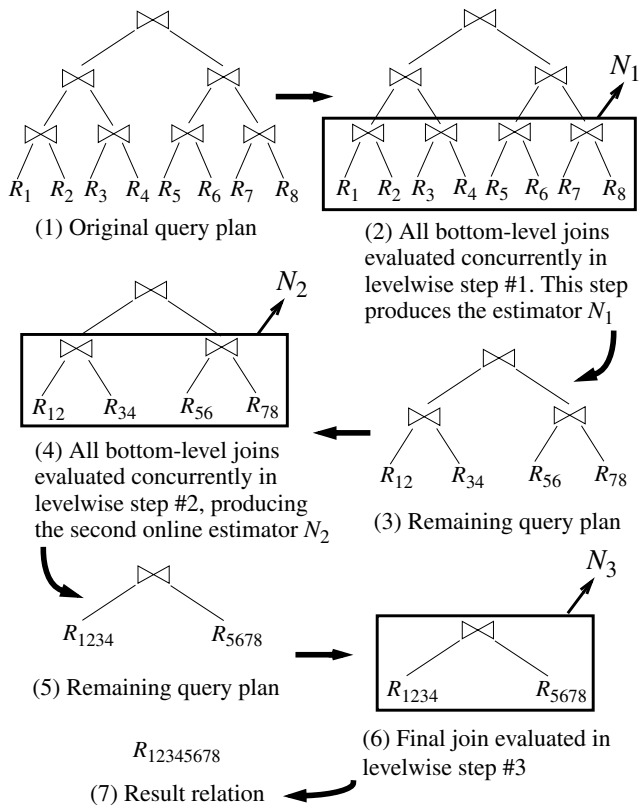 R1 R2 R3 R4 R5 R6 R7 R8
(1) Original query plan
N1
R1 R2 R3 R4 R5 R6 R7 R8
(2) All bottom-level joins
evaluated concurrently in
levelwise step #1. This step
produces the estimator N1
R12 R34 R56 R78
(3) Remaining query plan
N2
R12 R34 R56 R78
(4) All bottom-level joins
evaluated concurrently in
levelwise step #2, producing
the second online estimator N2
R1234 R5678
(5) Remaining query plan
N3
R1234 R5678
(6) Final join evaluated in
levelwise step #3
R12345678
(7) Result relation